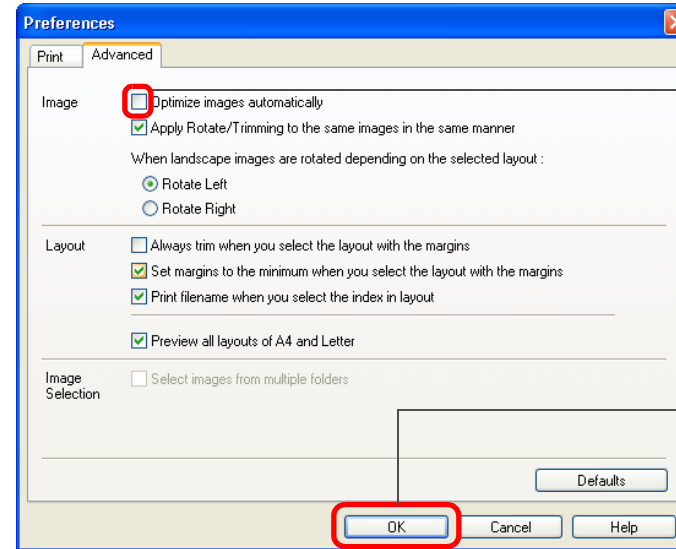 Preferences
Print Advanced
Image Optimize images automatically
Apply Rotate/Trimming to the same images in the same manner
When landscape images are rotated depending on the selected layout :
Rotate Left
Rotate Right
Layout Always trim when you select the layout with the margins
Set margins to the minimum when you select the layout with the margins
Print filename when you select the index in layout
Preview all layouts of A4 and Letter
Image Select images from multiple folders
Selection
Defaults
OK Cancel Help